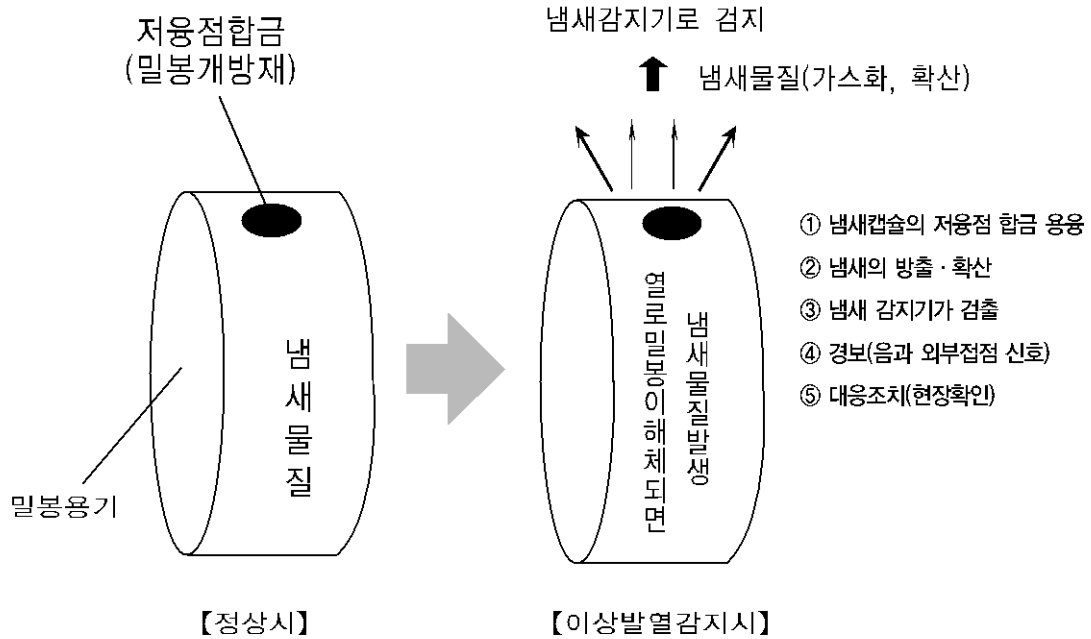 저융점합금
(밀봉개방재)
냄새물질
밀봉용기
【정상시】
냄새감지기로 검지
냄새물질(가스화, 확산)
열로밀봉이해체되면
냄새물질발생
① 냄새캡슐의 저융점 합금 용융
② 냄새의 방출·확산
③ 냄새 감지기가 검출
④ 경보(음과 외부접점 신호)
⑤ 대응조치(현장확인)
【이상발열감지시】